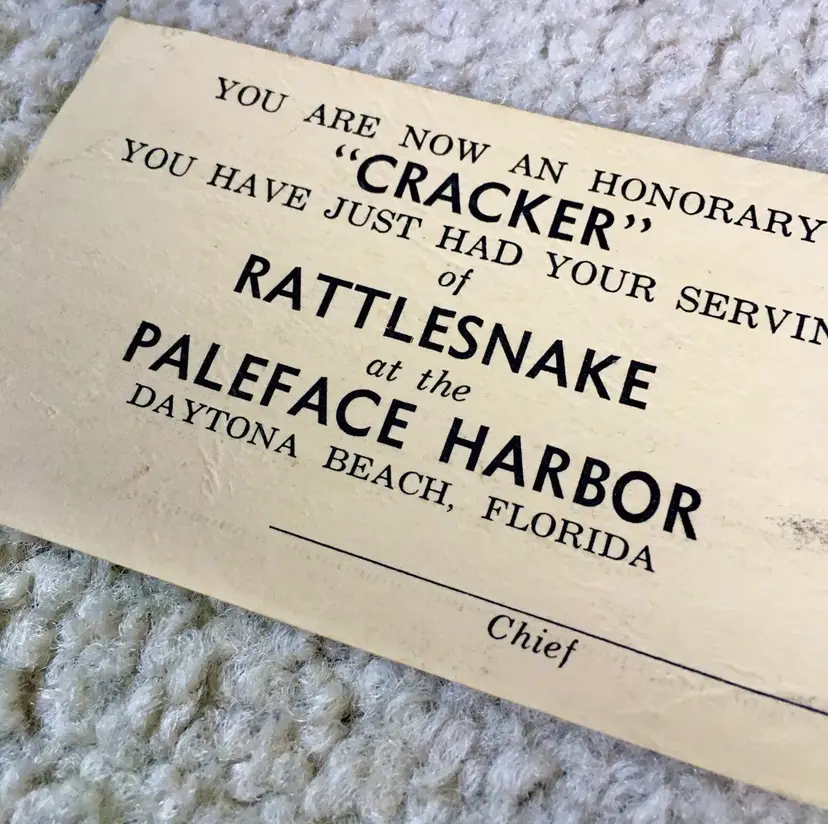 YOU ARE NOW AN HONORARY
"CRACKER"
YOU HAVE JUST HAD YOUR SERVIN
of
RATTLESNAKE
at the
PALEFACE HARBOR
DAYTONA BEACH, FLORIDA
Chief